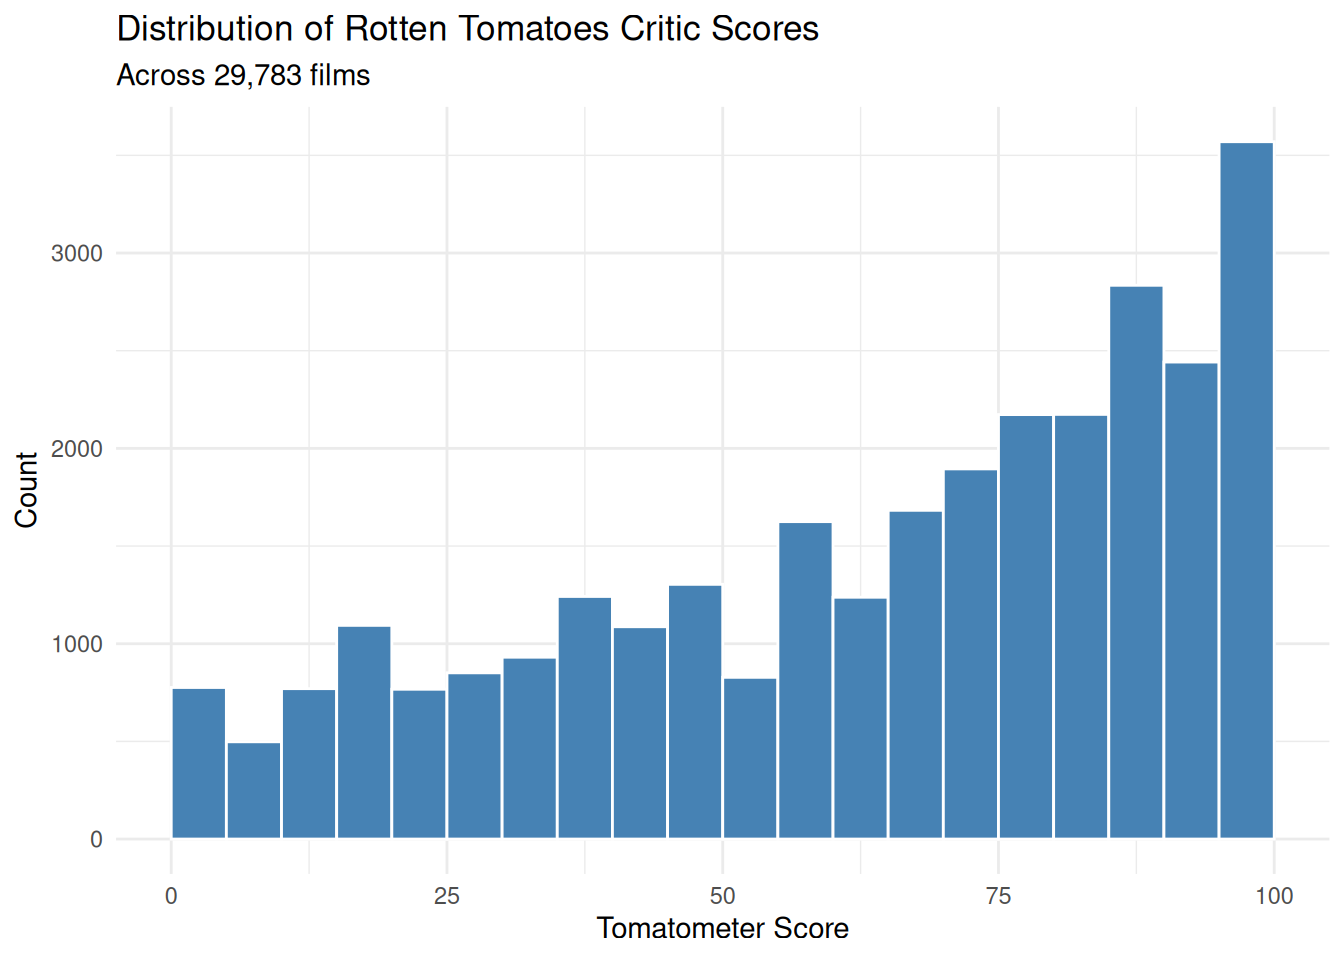 Distribution of Rotten Tomatoes Critic Scores
Across 29,783 films
3000
2000
1000
0
Count
0 25 50 75 100
Tomatometer Score